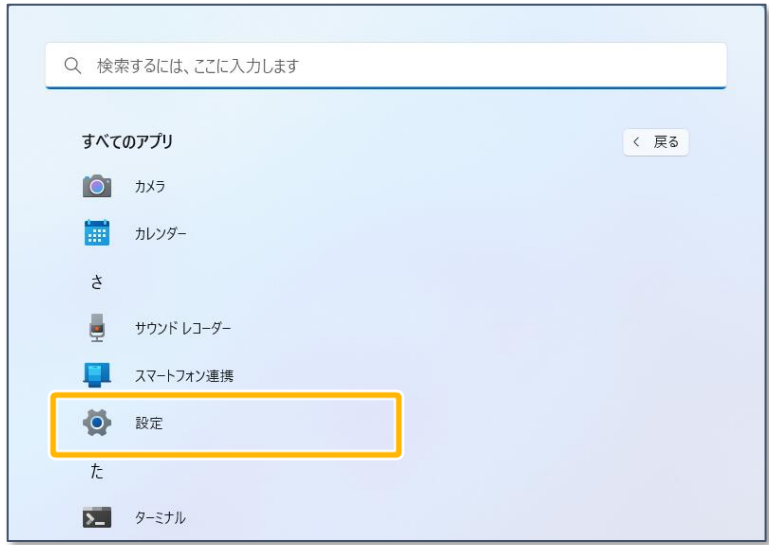 検索するには、ここに入力します
すべてのアプリ
戻る
カメラ
カレンダー
さ
サウンド レコーダー
スマートフォン連携
設定
た
ターミナル